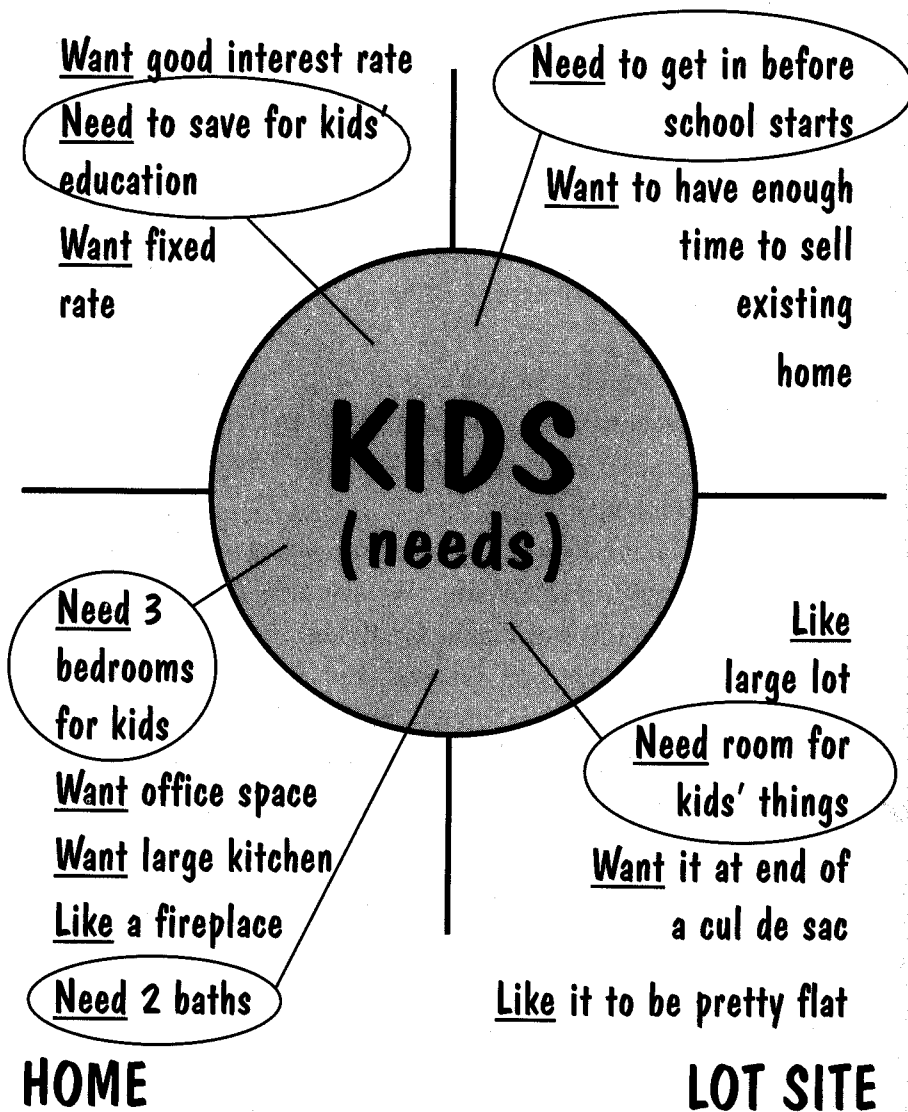 Want good interest rate
Need to save for kids'
education
Want fixed
rate
Need to get in before
school starts
Want to have enough
time to sell
existing
home
KIDS
(needs)
Need 3
bedrooms
for kids
Want office space
Want large kitchen
Like a fireplace
Need 2 baths
HOME
Like
large lot
Need room for
kids' things
Want it at end of
a cul de sac
Like it to be pretty flat
LOT SITE